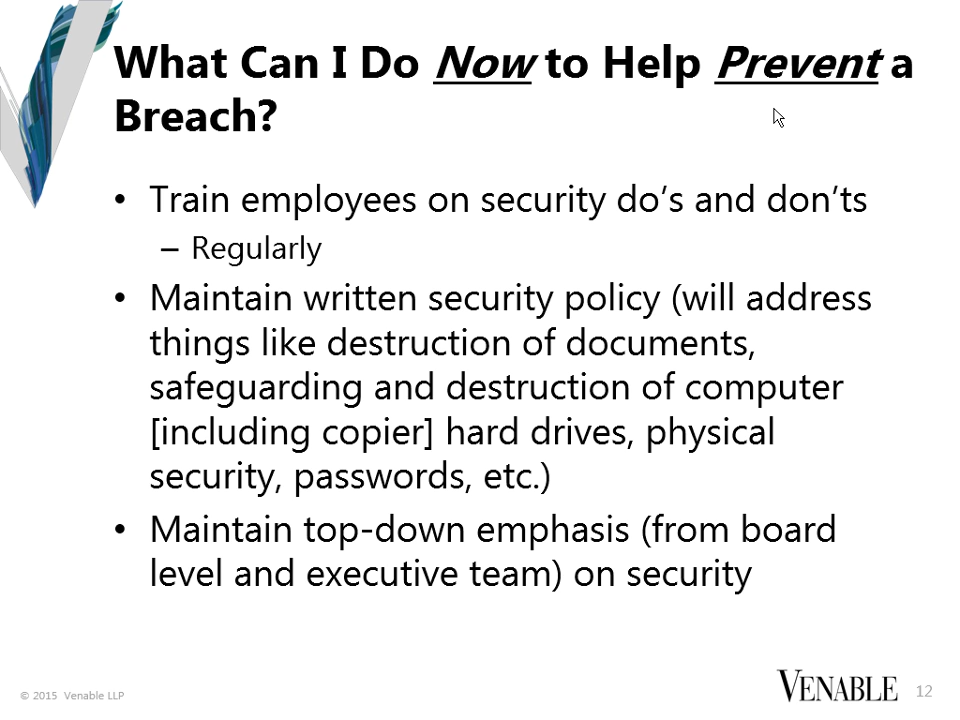 What Can I Do Now to Help Prevent a
Breach?
• Train employees on security do's and don'ts
– Regularly
• Maintain written security policy (will address
things like destruction of documents,
safeguarding and destruction of computer
[including copier] hard drives, physical
security, passwords, etc.)
• Maintain top-down emphasis (from board
level and executive team) on security
© 2015 Venable LLP
VENABLE LLP
12